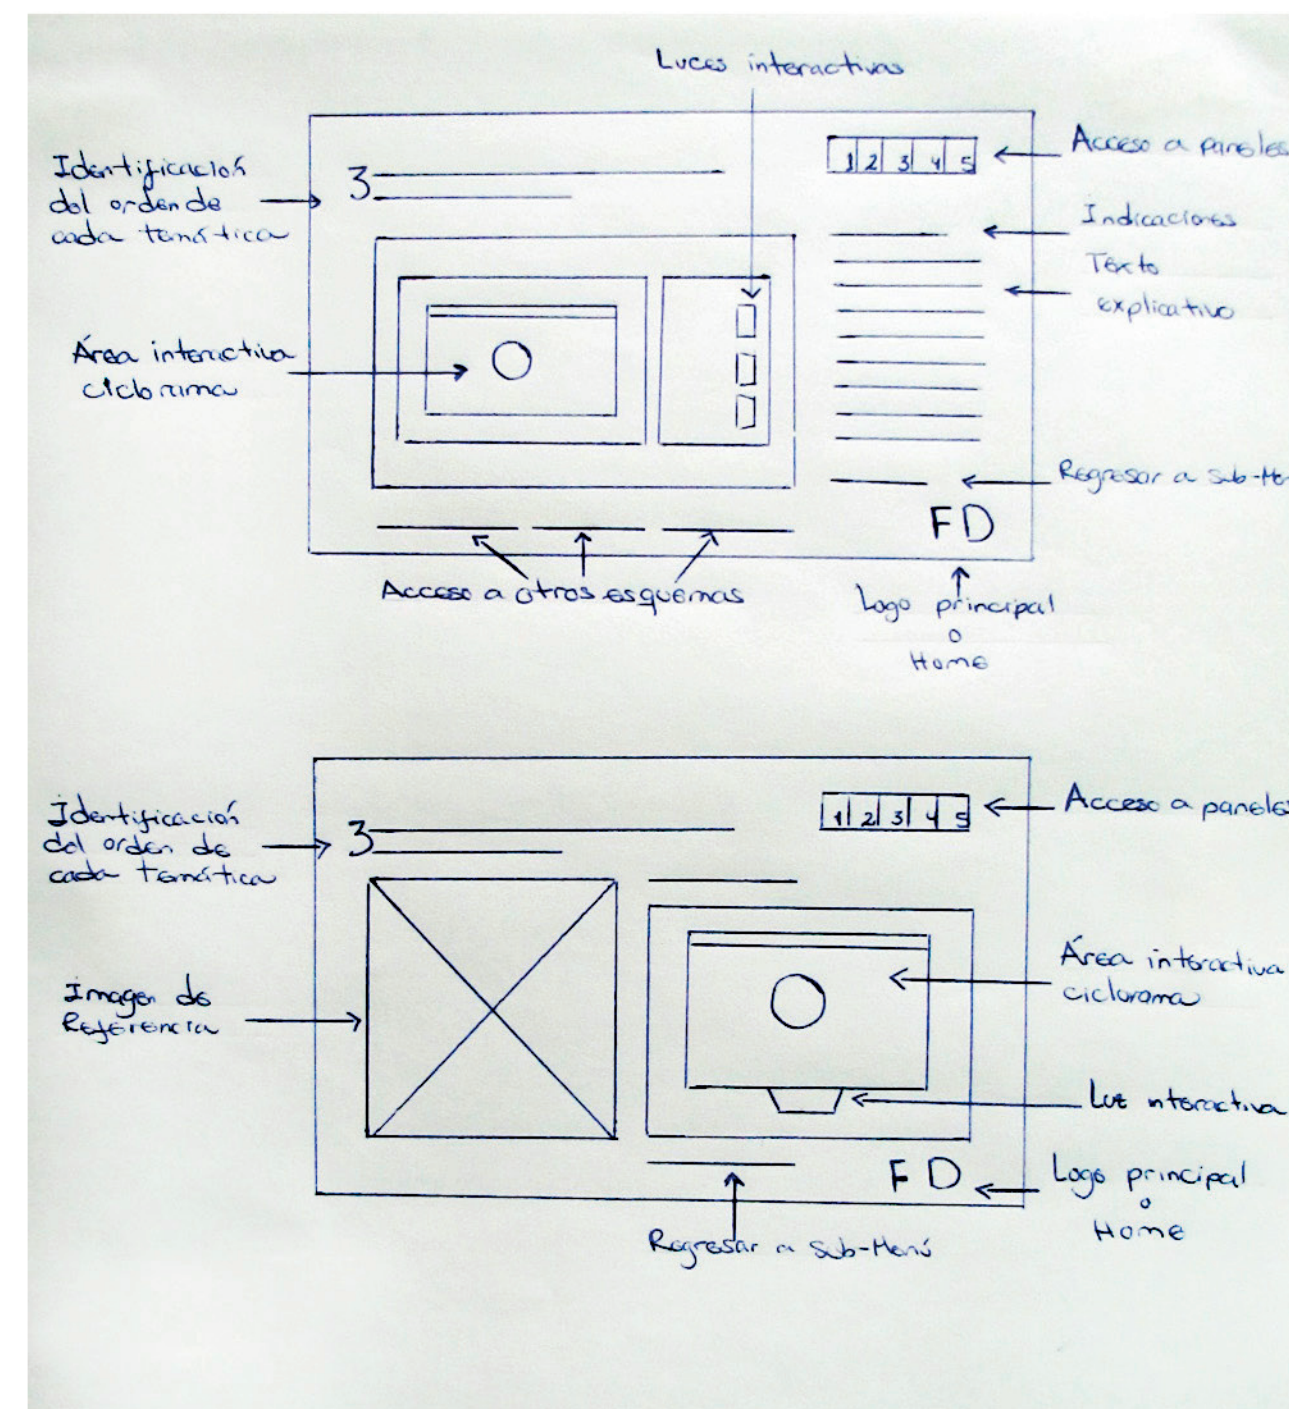 Luces interactivas
Identificación
del orden de
cada temática
3
1 2 3 4 5
Acceso a paneles
Indicaciones
Texto
explicativo
Área interactiva
ciclorama
Regresar a Sub-Me
FD
Acceso a otros esquemas
Logo principal
o
Home
Identificación
del orden de
cada temática
3
1 2 3 4 5
Acceso a paneles
Imagen de
Referencia
Área interactiva
ciclorama
Luz interactiva
FD
Logo principal
o
Home
Regresar a Sub-Menú